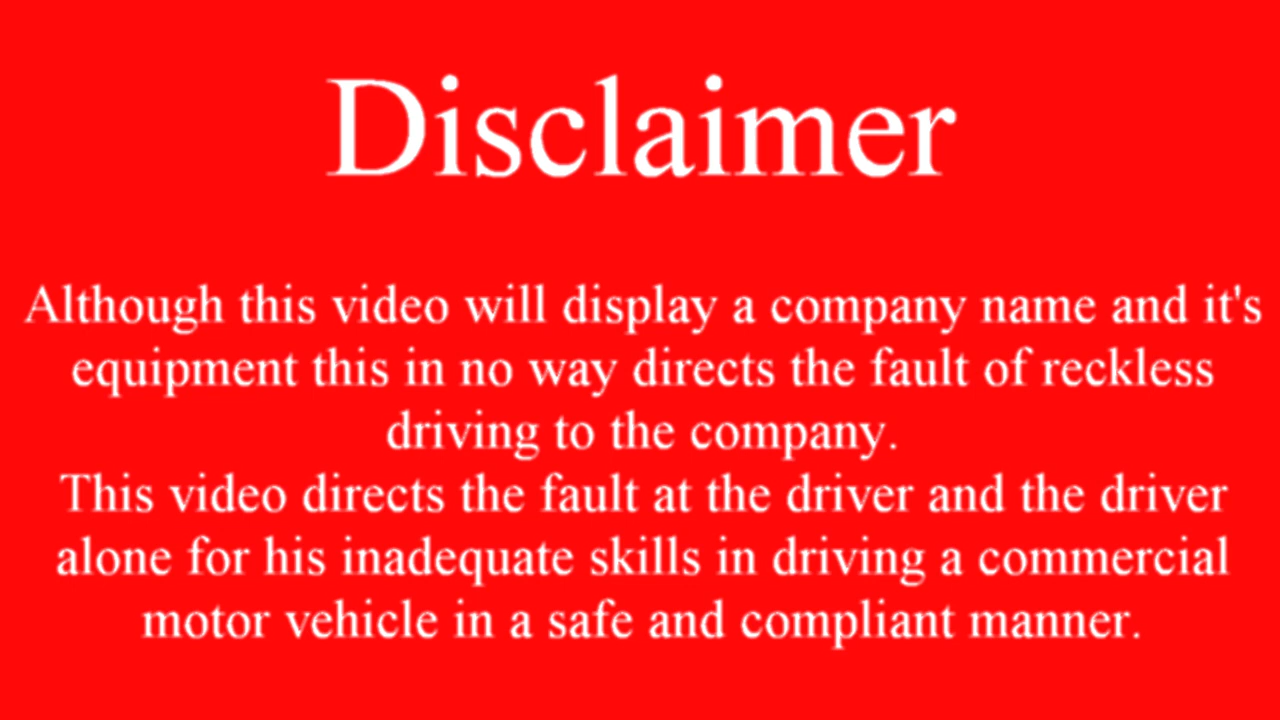 Disclaimer
Although this video will display a company name and it's
equipment this in no way directs the fault of reckless
driving to the company.
This video directs the fault at the driver and the driver
alone for his inadequate skills in driving a commercial
motor vehicle in a safe and compliant manner.